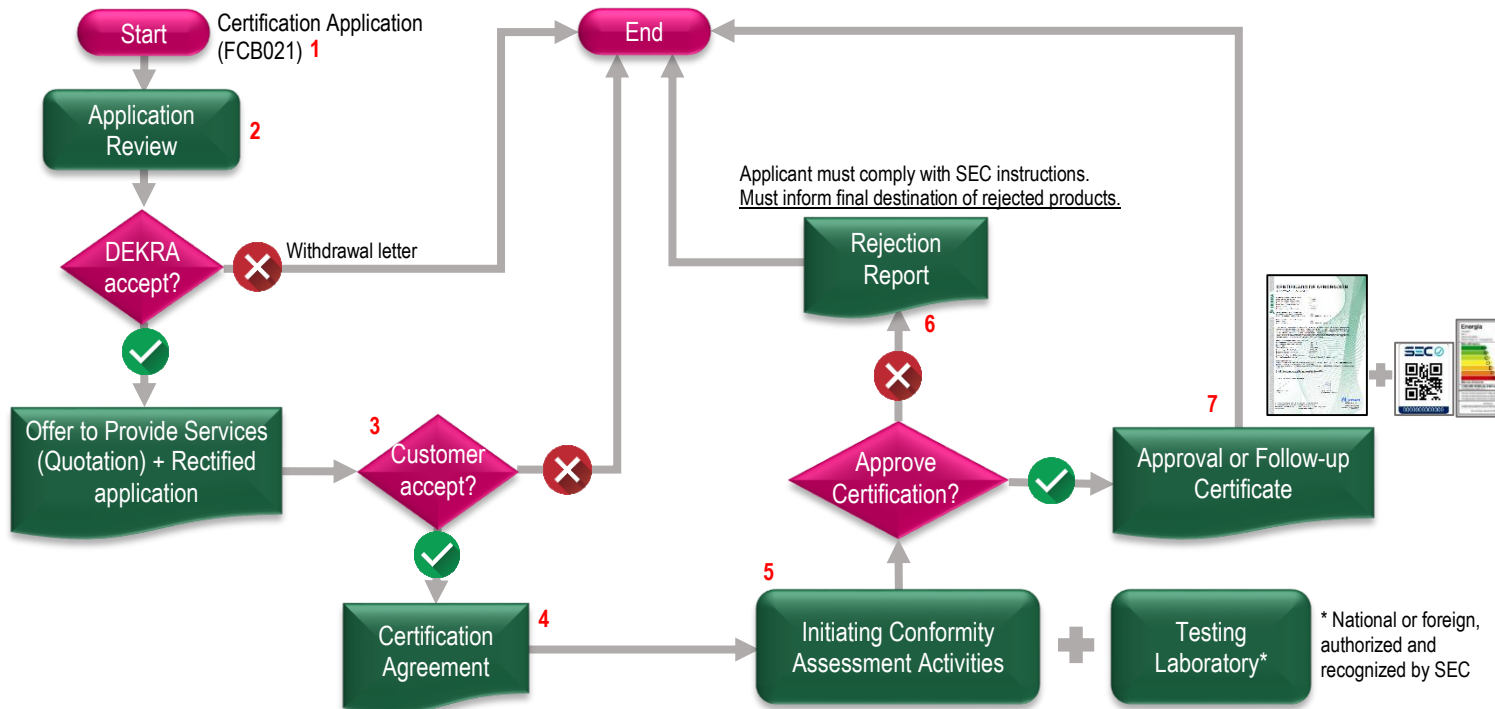 Start
Certification Application
(FCB021) 1
End
Application
Review
2
Applicant must comply with SEC instructions.
Must inform final destination of rejected products.
DEKRA
accept?
Withdrawal letter
Rejection
Report
6
Energia
SEC
7
Offer to Provide Services
(Quotation) + Rectified
application
3
Customer
accept?
Approve
Certification?
Approval or Follow-up
Certificate
5
4
Certification
Agreement
Initiating Conformity
Assessment Activities
Testing
Laboratory*
* National or foreign,
authorized and
recognized by SEC